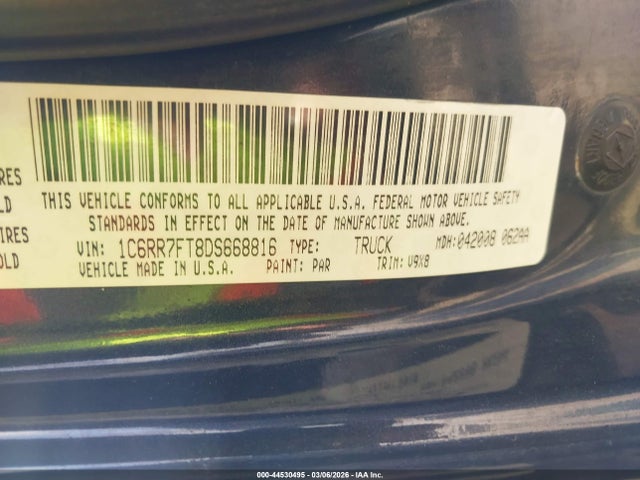 IRES
LD
THIS VEHICLE CONFORMS TO ALL APPLICABLE U.S.A. FEDERAL MOTOR VEHICLE SAFETY
STANDARDS IN EFFECT ON THE DATE OF MANUFACTURE SHOWN ABOVE.
IRES
OLD
VIN: 1C6RR7FT8DS668816 TYPE: TRUCK MDH:042008 062AA
VEHICLE MADE IN U.S.A. PAINT: PAR TRIM: V9X8
000-44530495 - 03/06/2026 - IAA Inc.